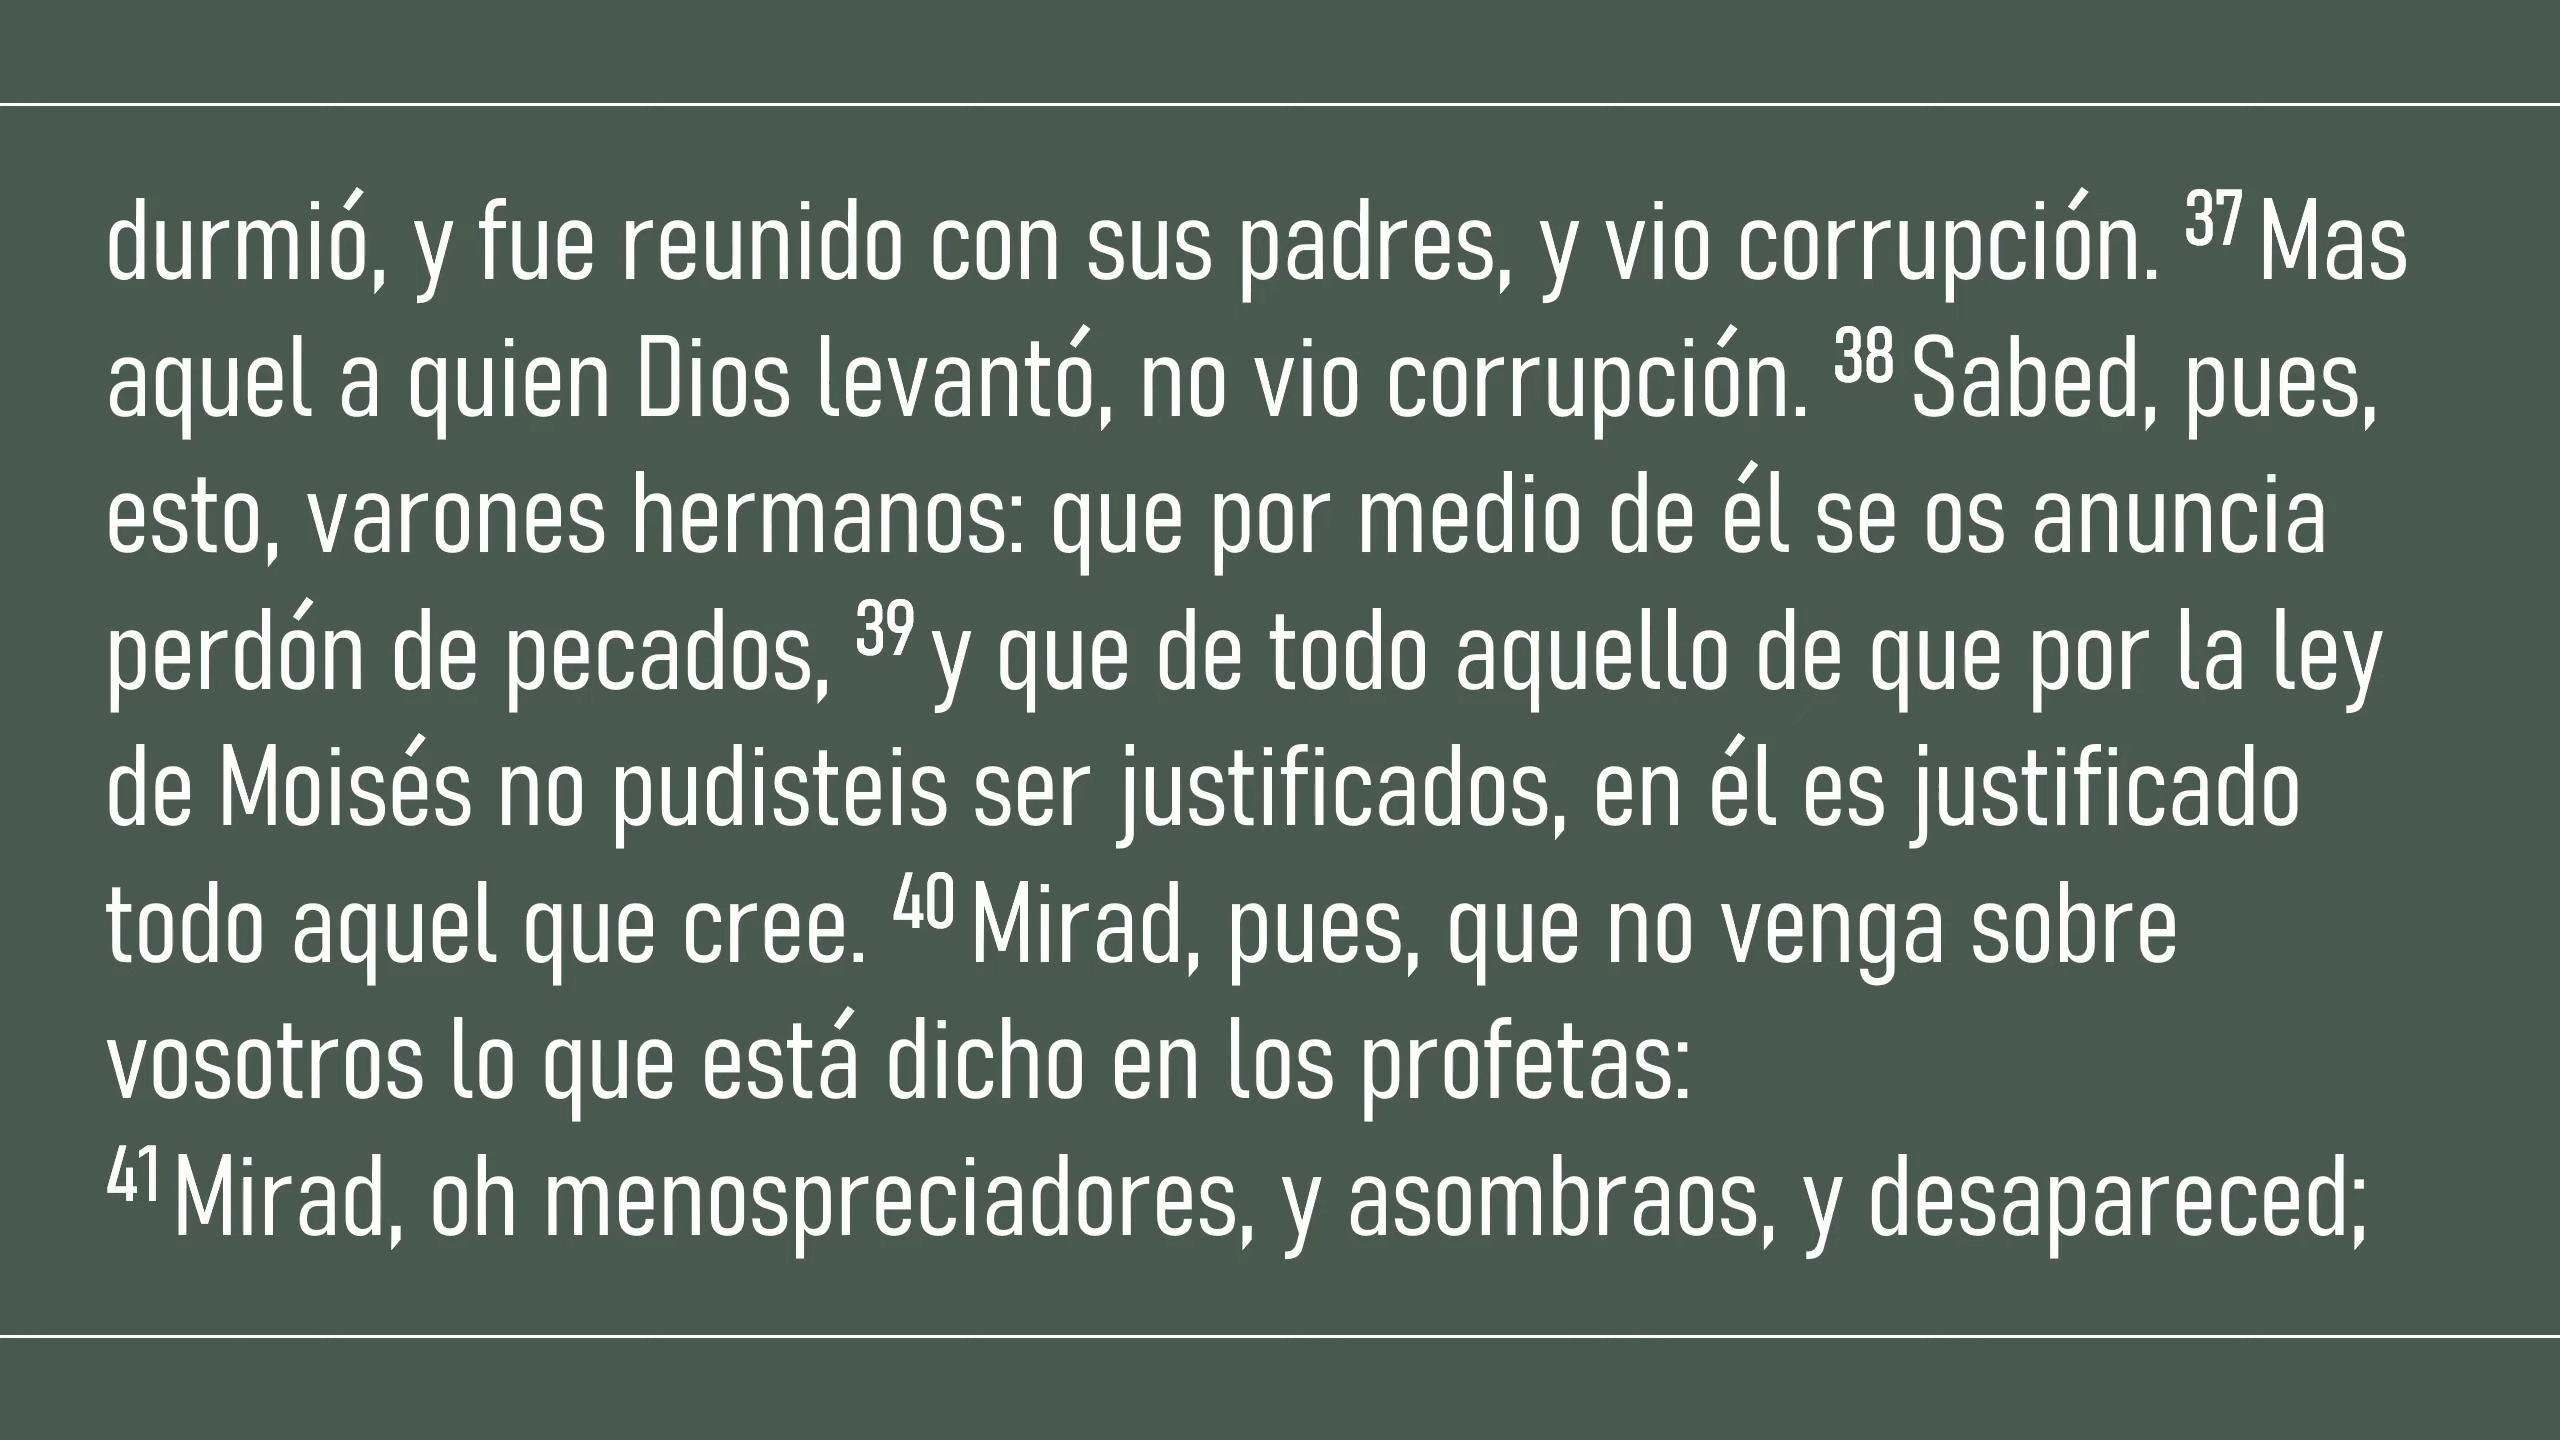 durmió, y fue reunido con sus padres, y vio corrupción. 37 Mas
aquel a quien Dios levantó, no vio corrupción. 38 Sabed, pues,
esto, varones hermanos: que por medio de él se os anuncia
perdón de pecados, 39 y que de todo aquello de que por la ley
de Moisés no pudisteis ser justificados, en él es justificado
todo aquel que cree. 40 Mirad, pues, que no venga sobre
vosotros lo que está dicho en los profetas:
41 Mirad, oh menospreciadores, y asombraos, y desapareced;